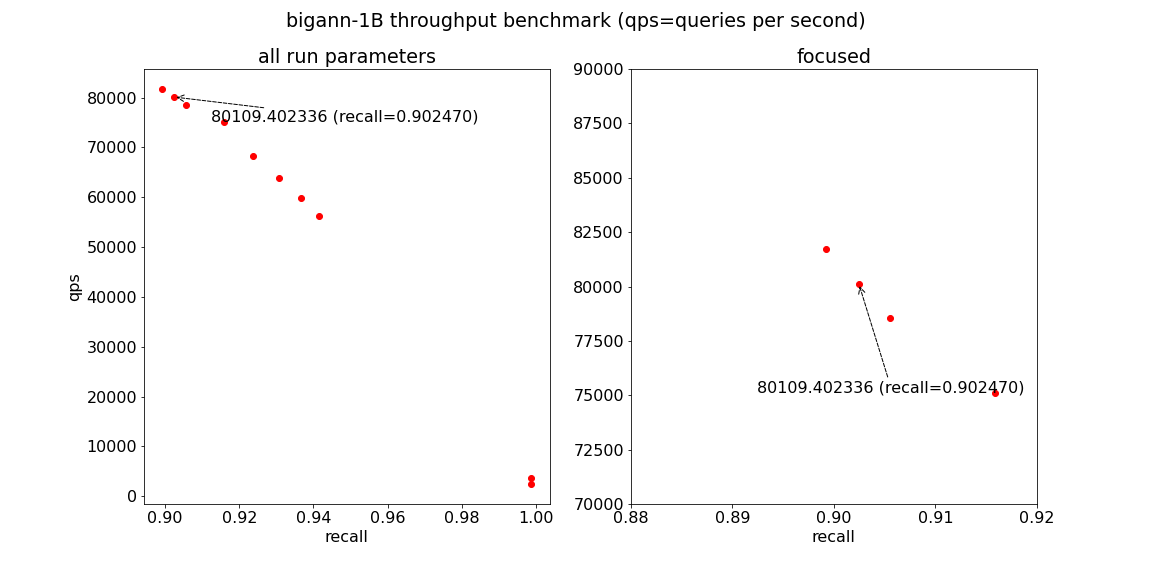 bigann-1B throughput benchmark (qps=queries per second)
all run parameters
80000
70000
60000
50000
40000
30000
20000
10000
0
qps
80109.402336 (recall=0.902470)
0.90 0.92 0.94 0.96 0.98 1.00
recall
focused
90000
87500
85000
82500
80000
77500
75000
72500
70000
80109.402336 (recall=0.902470)
0.88 0.89 0.90 0.91 0.92
recall